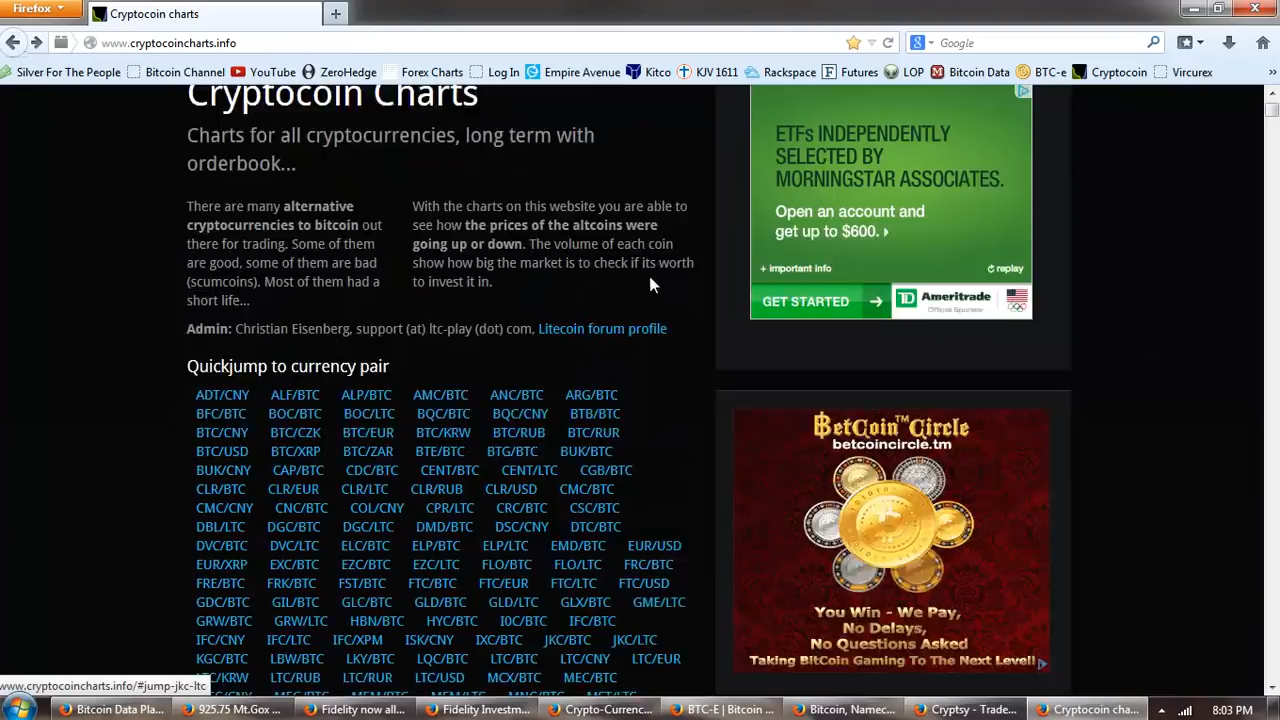 Firefox
Cryptocoin charts
www.cryptocoincharts.info
Google
Silver For The People Bitcoin Channel YouTube ZeroHedge Forex Charts Log In Empire Avenue Kitco KJV 1611 Rackspace Futures LOP Bitcoin Data BTC-e Cryptocoin Vircurex »
Cryptocoin Charts
Charts for all cryptocurrencies, long term with
orderbook...
There are many alternative
cryptocurrencies to bitcoin out
there for trading. Some of them
are good, some of them are bad
(scumcoins). Most of them had a
short life...
With the charts on this website you are able to
see how the prices of the altcoins were
going up or down. The volume of each coin
show how big the market is to check if its worth
to invest it in.
Admin: Christian Eisenberg, support (at) ltc-play (dot) com, Litecoin forum profile
Quickjump to currency pair
ADT/CNY ALF/BTC ALP/BTC AMC/BTC ANC/BTC ARG/BTC
BFC/BTC BOC/BTC BOC/LTC BQC/BTC BQC/CNY BTB/BTC
BTC/CNY BTC/CZK BTC/EUR BTC/KRW BTC/RUB BTC/RUR
BTC/USD BTC/XRP BTC/ZAR BTE/BTC BTG/BTC BUK/BTC
BUK/CNY CAP/BTC CDC/BTC CENT/BTC CENT/LTC CGB/BTC
CLR/BTC CLR/EUR CLR/LTC CLR/RUB CLR/USD CMC/BTC
CMC/CNY CNC/BTC COL/CNY CPR/LTC CRC/BTC CSC/BTC
DBL/LTC DGC/BTC DGC/LTC DMD/BTC DSC/CNY DTC/BTC
DVC/BTC DVC/LTC ELC/BTC ELP/BTC ELP/LTC EMD/BTC EUR/USD
EUR/XRP EXC/BTC EZC/BTC EZC/LTC FLO/BTC FLO/LTC FRC/BTC
FRE/BTC FRK/BTC FST/BTC FTC/BTC FTC/EUR FTC/LTC FTC/USD
GDC/BTC GIL/BTC GLC/BTC GLD/BTC GLD/LTC GLX/BTC GME/LTC
GRW/BTC GRW/LTC HBN/BTC HYC/BTC I0C/BTC IFC/BTC
IFC/CNY IFC/LTC IFC/XPM ISK/CNY IXC/BTC JKC/BTC JKC/LTC
KGC/BTC LBW/BTC LKY/BTC LQC/BTC LTC/BTC LTC/CNY LTC/EUR
LTC/KRW LTC/RUB LTC/RUR LTC/USD MCX/BTC MEC/BTC
ETFs INDEPENDENTLY
SELECTED BY
MORNINGSTAR ASSOCIATES.
Open an account and
get up to $600.
+ important info
replay
GET STARTED
TD Ameritrade
Official Sponsor
BetCoin™ Circle
betcoincircle.tm
You Win - We Pay,
No Delays,
No Questions Asked
Taking BitCoin Gaming To The Next Level!
www.cryptocoincharts.info/#jump-jkc-ltc
Bitcoin Data Pla... 925.75 Mt.Gox ... Fidelity now all... Fidelity Investm... Crypto-Currenc... BTC-E | Bitcoin ... Bitcoin, Namec... Cryptsy - Trade... Cryptocoin cha... 8:03 PM